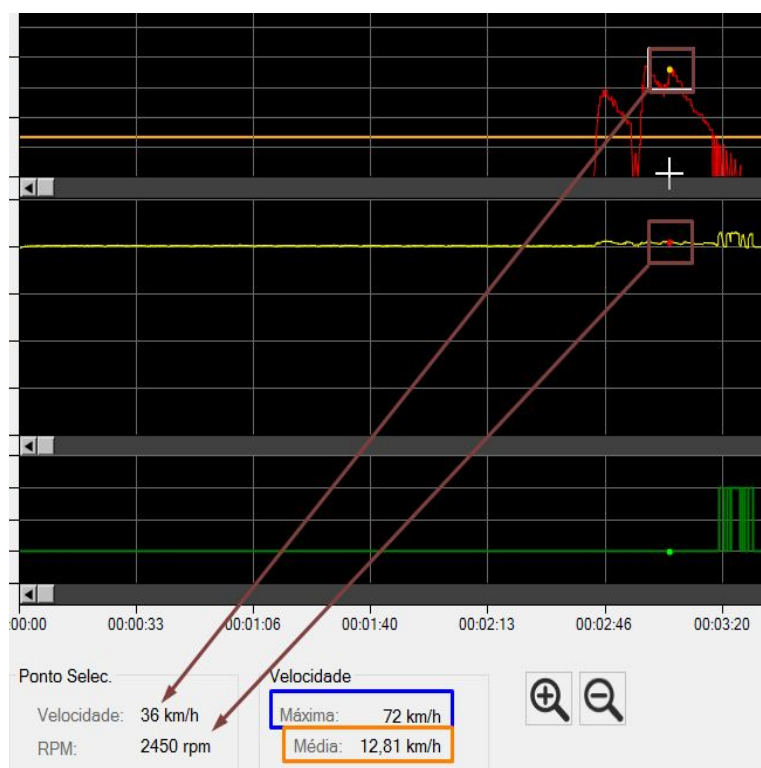 :00:00 00:00:33 00:01:06 00:01:40 00:02:13 00:02:46 00:03:20
Ponto Selec.
Velocidade: 36 km/h
RPM: 2450 rpm
Velocidade
Máxima: 72 km/h
Média: 12,81 km/h